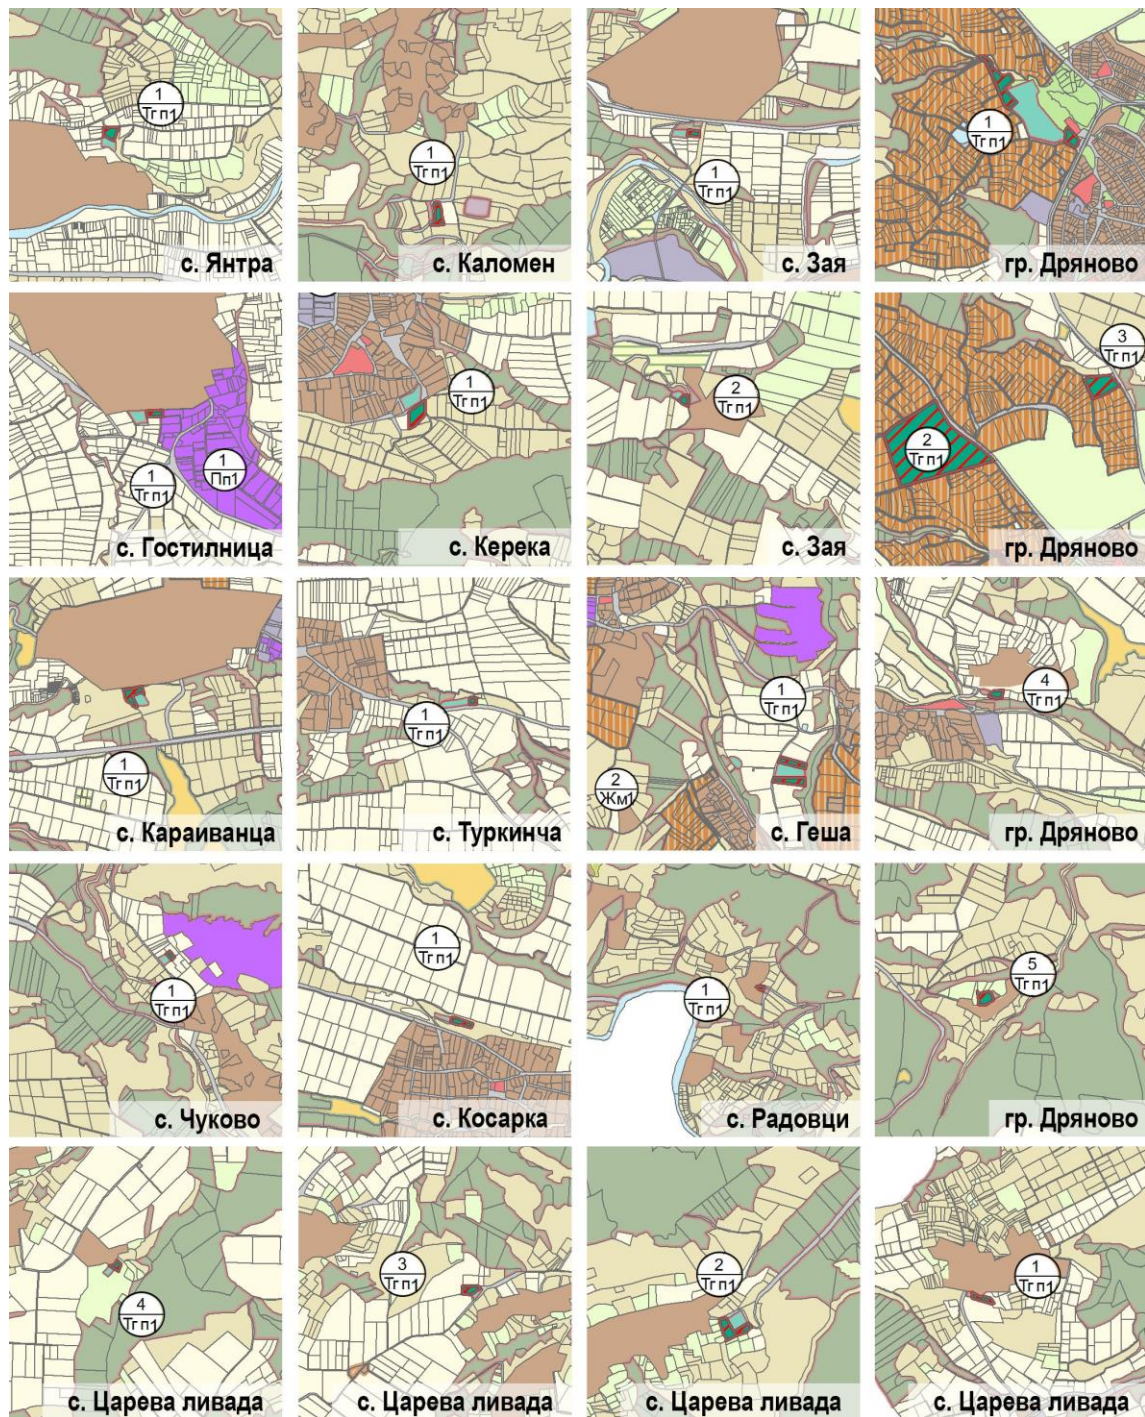 1
Тгп1
с. Янтра
1
Тгп1
с. Каломен
1
Тгп1
с. Зая
1
Тгп1
гр. Дряново
1
Тгп1
1
Пп1
с. Гостилница
1
Тгп1
с. Керека
2
Тгп1
с. Зая
2
Тгп1
3
Тгп1
гр. Дряново
1
Тгп1
с. Караиванца
1
Тгп1
с. Туркинча
1
Тгп1
2
Жм1
с. Геша
4
Тгп1
гр. Дряново
1
Тгп1
с. Чуково
1
Тгп1
с. Косарка
1
Тгп1
с. Радовци
5
Тгп1
гр. Дряново
4
Тгп1
с. Царева ливада
3
Тгп1
с. Царева ливада
2
Тгп1
с. Царева ливада
1
Тгп1
с. Царева ливада